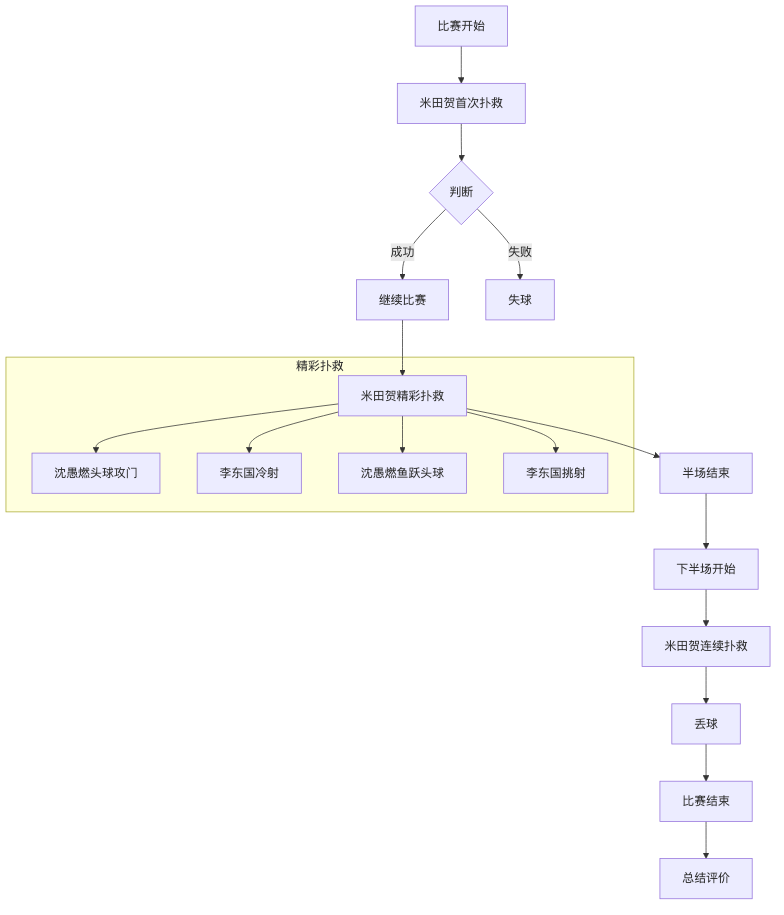 比赛开始
米田贺首次扑救
判断
成功
失败
继续比赛
失球
精彩扑救
米田贺精彩扑救
沈愚燃头球攻门
李东国冷射
沈愚燃鱼跃头球
李东国挑射
半场结束
下半场开始
米田贺连续扑救
丢球
比赛结束
总结评价